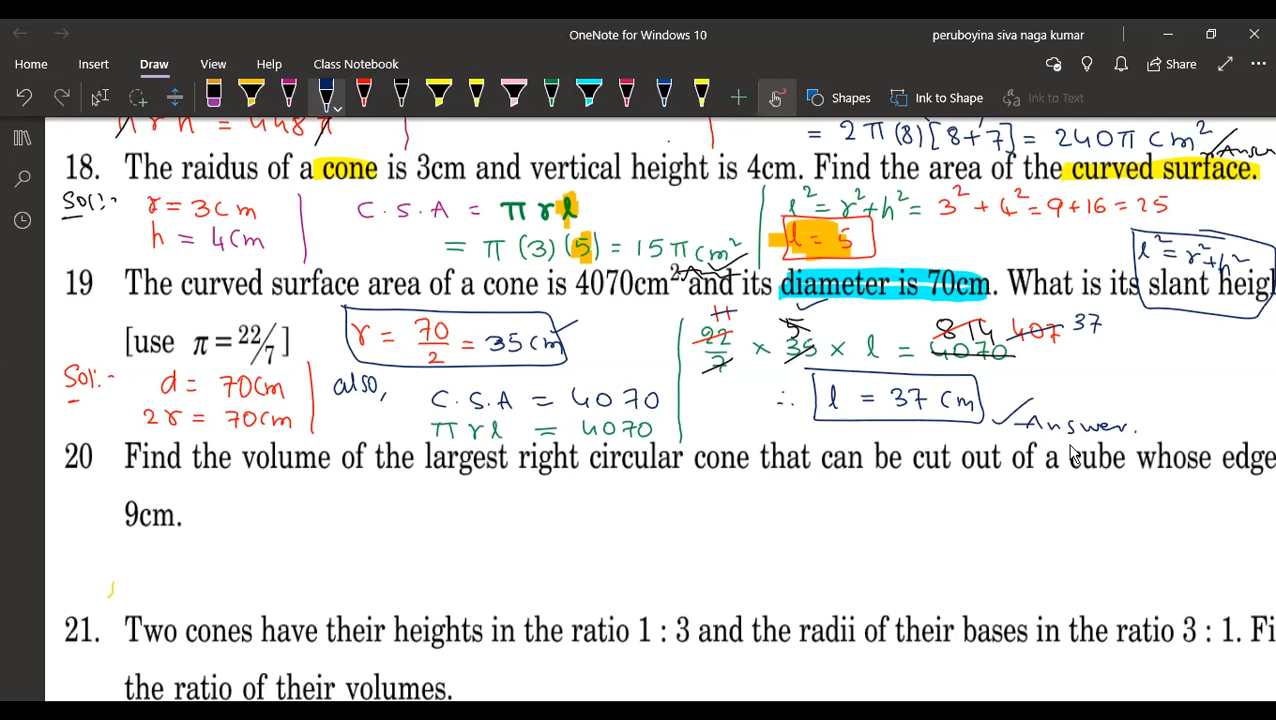 OneNote for Windows 10
peruboyina siva naga kumar
Home Insert Draw View Help Class Notebook Share
Shapes Ink to Shape Ink to Text
π r h = 448 π
= 2π(8)[8+7] = 240π cm²
18. The raidus of a cone is 3cm and vertical height is 4cm. Find the area of the curved surface.
Sol:-
r = 3cm
h = 4cm
C.S.A = π r l
= π (3) (5) = 15π cm²
l² = r² + h² = 3² + 4² = 9 + 16 = 25
l = 5
l² = r² + h²
19 The curved surface area of a cone is 4070cm² and its diameter is 70cm. What is its slant heig
[use π = 22/7]
r = 70/2 = 35cm
Sol:-
d = 70cm
2r = 70cm
also,
C.S.A = 4070
π r l = 4070
11 5 814 407 37
22/7 × 35 × l = 4070
∴ l = 37 cm
Answer.
20 Find the volume of the largest right circular cone that can be cut out of a cube whose edge
9cm.
21. Two cones have their heights in the ratio 1 : 3 and the radii of their bases in the ratio 3 : 1. Fi
the ratio of their volumes.